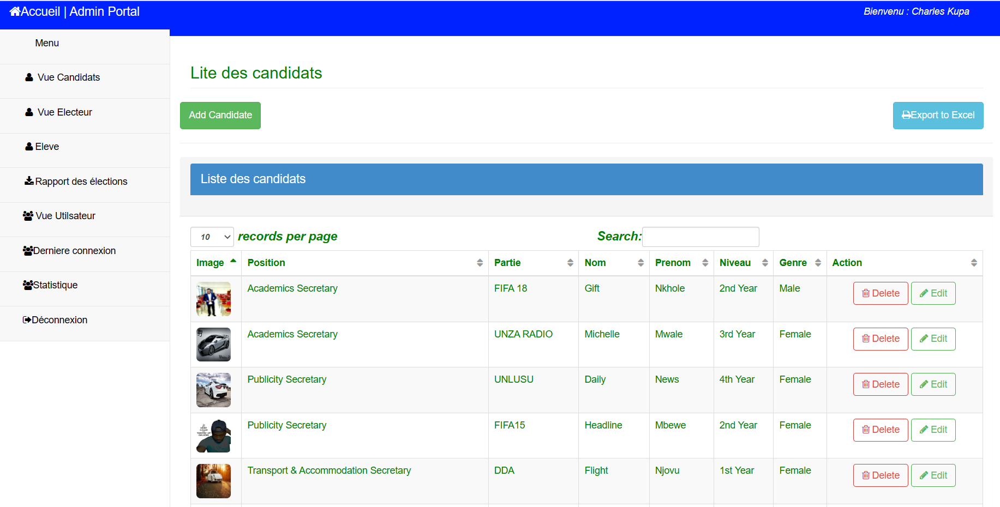 Accueil | Admin Portal
Bienvenu : Charles Kupa
Menu
Vue Candidats
Vue Electeur
Eleve
Rapport des élections
Vue Utilsateur
Derniere connexion
Statistique
Déconnexion
Lite des candidats
Add Candidate
Export to Excel
Liste des candidats
10 records per page
Search:
Image Position Partie Nom Prenom Niveau Genre Action
Academics Secretary FIFA 18 Gift Nkhole 2nd Year Male Delete Edit
Academics Secretary UNZA RADIO Michelle Mwale 3rd Year Female Delete Edit
Publicity Secretary UNLUSU Daily News 4th Year Female Delete Edit
KEEP
CALM
Publicity Secretary FIFA15 Headline Mbewe 2nd Year Female Delete Edit
Transport & Accommodation Secretary DDA Flight Njovu 1st Year Female Delete Edit